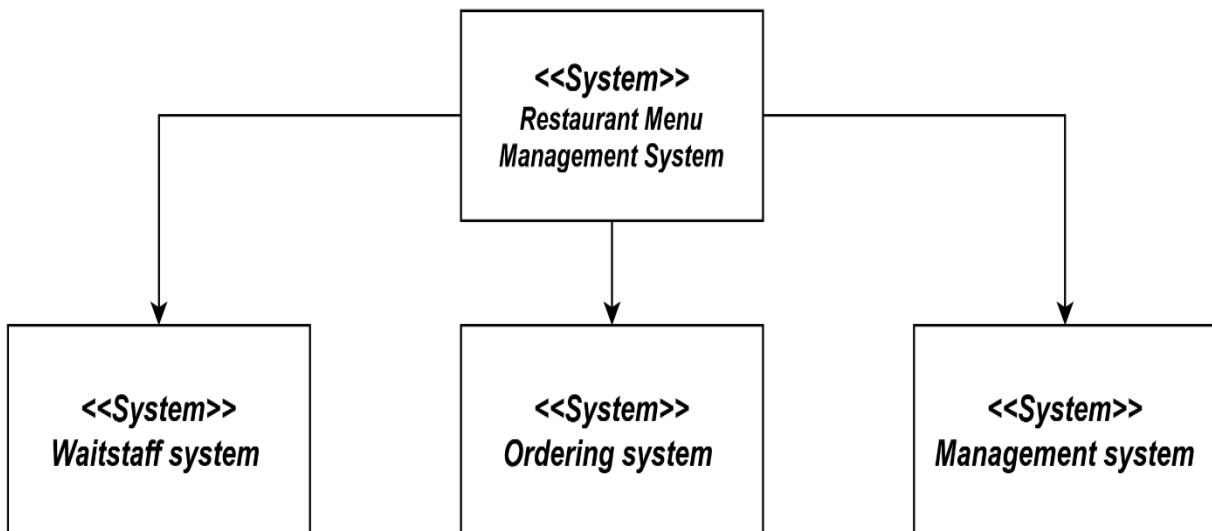 <<System>>
Restaurant Menu
Management System
<<System>>
Waitstaff system
<<System>>
Ordering system
<<System>>
Management system